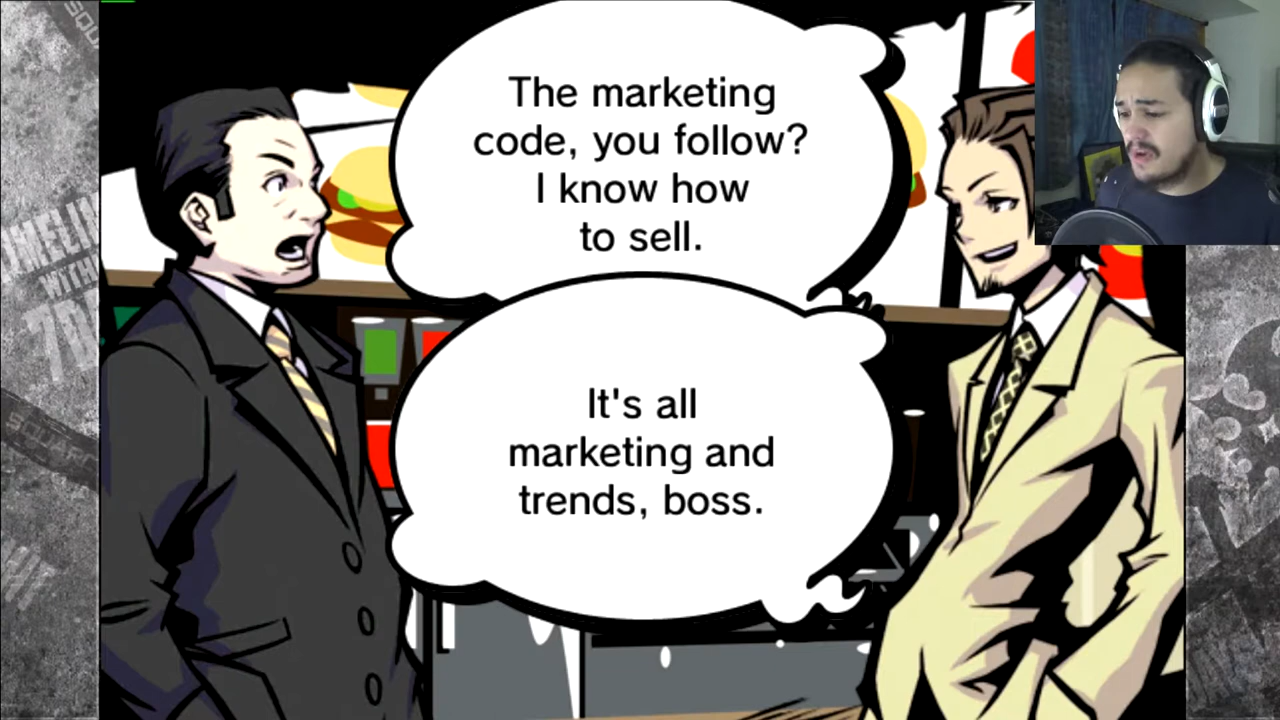 The marketing
code, you follow?
I know how
to sell.
It's all
marketing and
trends, boss.